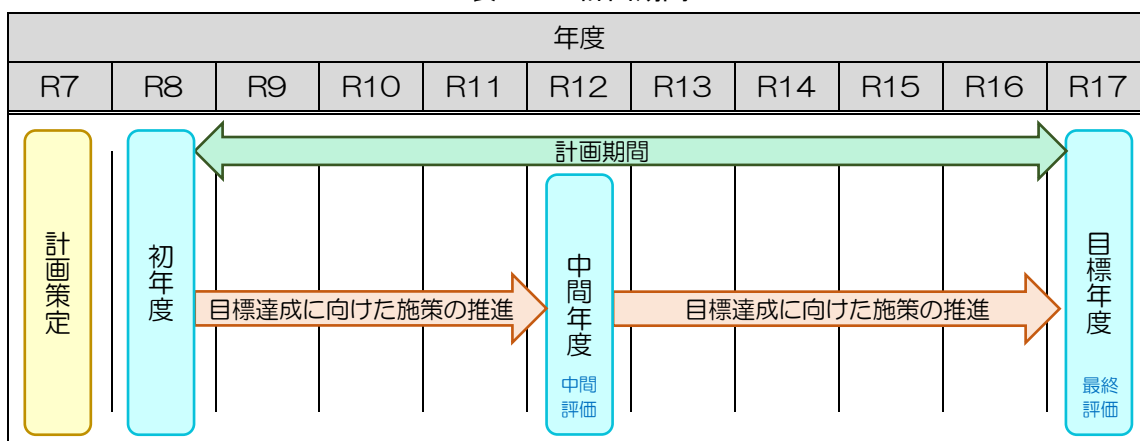 年度
R7 R8 R9 R10 R11 R12 R13 R14 R15 R16 R17
計画期間
計画策定
初年度
目標達成に向けた施策の推進
中間年度
中間
評価
目標達成に向けた施策の推進
目標年度
最終
評価